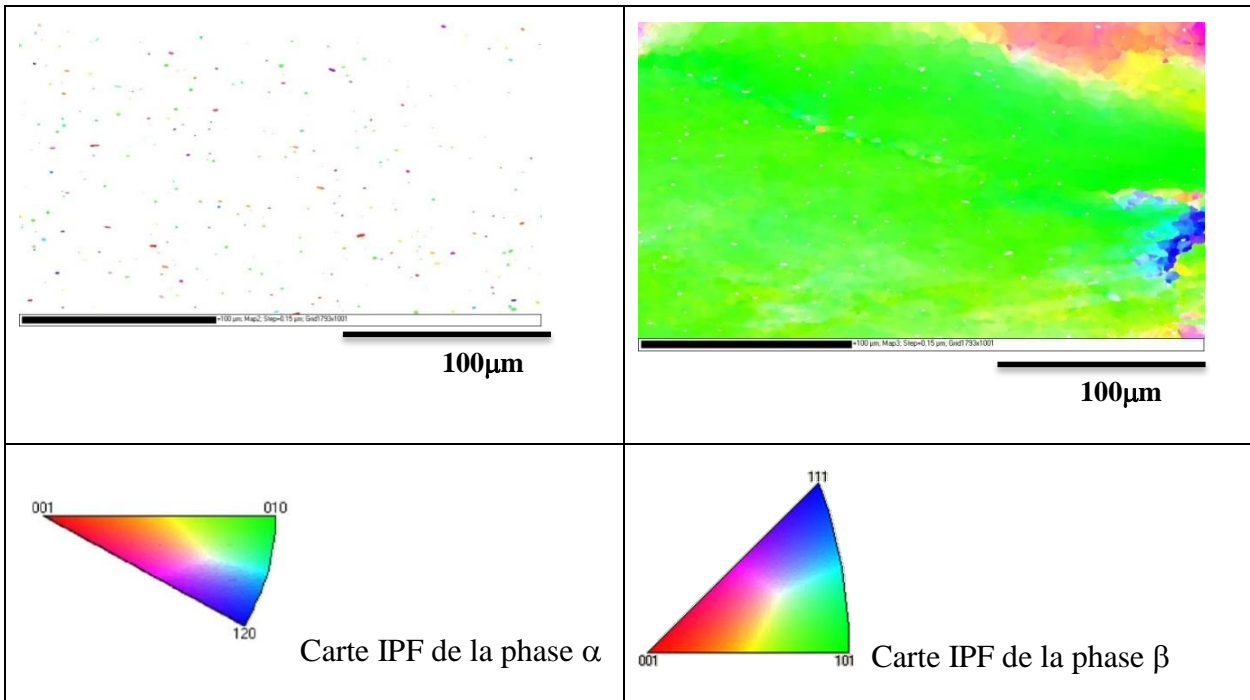 =100 µm; Map2; Step=0.15 µm; Grid1793x1001
100µm
=100 µm; Map3; Step=0.15 µm; Grid1793x1001
100µm
001
010
120
Carte IPF de la phase α
111
001
101
Carte IPF de la phase β